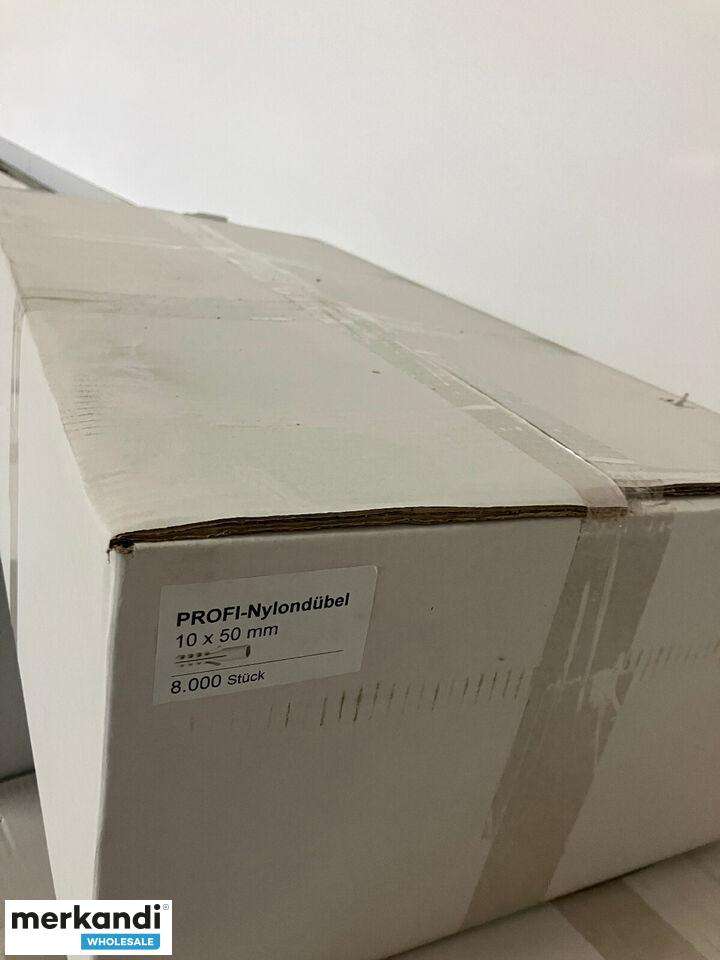 PROFI-Nylondübel
10 x 50 mm
8.000 Stück
merkandi
WHOLESALE